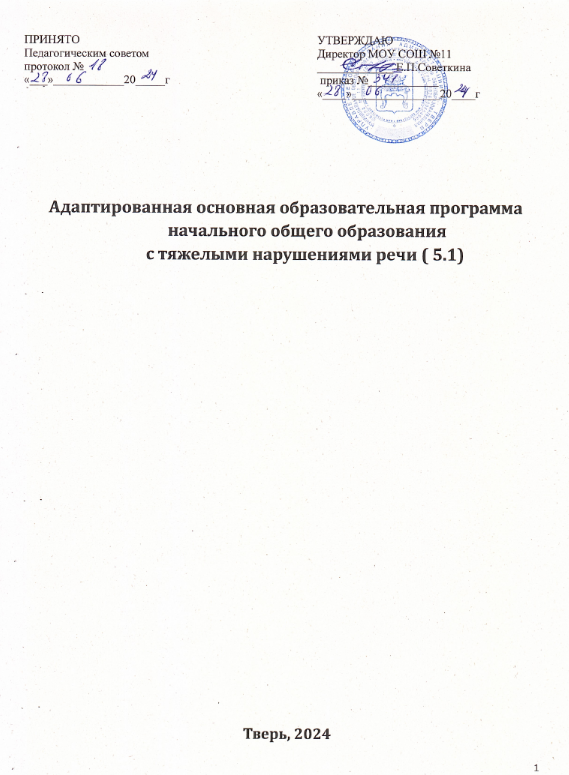 ПРИНЯТО
Педагогическим советом
протокол № 18
«28» 06 2024 г
УТВЕРЖДАЮ
Директор МОУ СОШ №11
Е.П.Советкина
приказ № 341
«28» 06 2024 г
Адаптированная основная образовательная программа
начального общего образования
с тяжелыми нарушениями речи ( 5.1)
Тверь, 2024
1